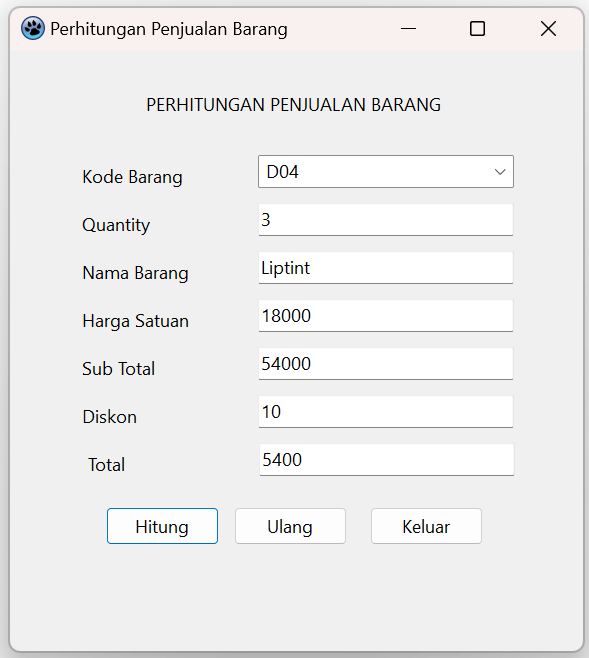 Perhitungan Penjualan Barang
PERHITUNGAN PENJUALAN BARANG
Kode Barang D04
Quantity 3
Nama Barang Liptint
Harga Satuan 18000
Sub Total 54000
Diskon 10
Total 5400
Hitung Ulang Keluar